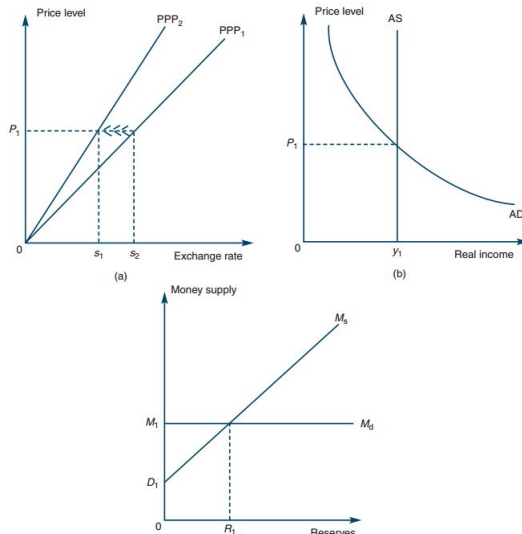 Price level
PPP2
PPP1
P1
0
s1
s2
Exchange rate
(a)
Price level
AS
P1
AD
0
y1
Real income
(b)
Money supply
Ms
M1
Md
D1
0
R1
Reserves